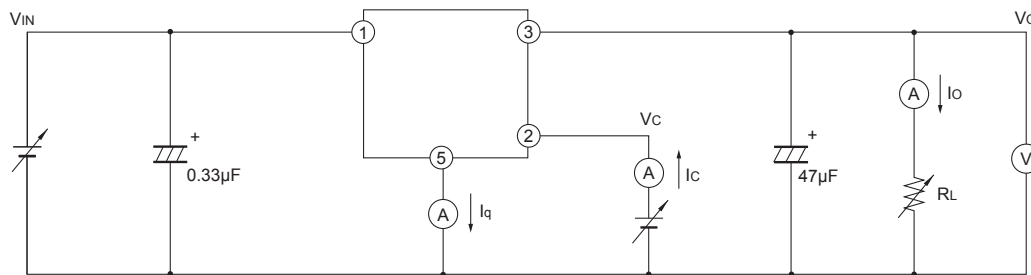 VIN
1
3
VO
+
0.33μF
5
A
Iq
2
VC
A
IC
+
47μF
A
IO
RL
V